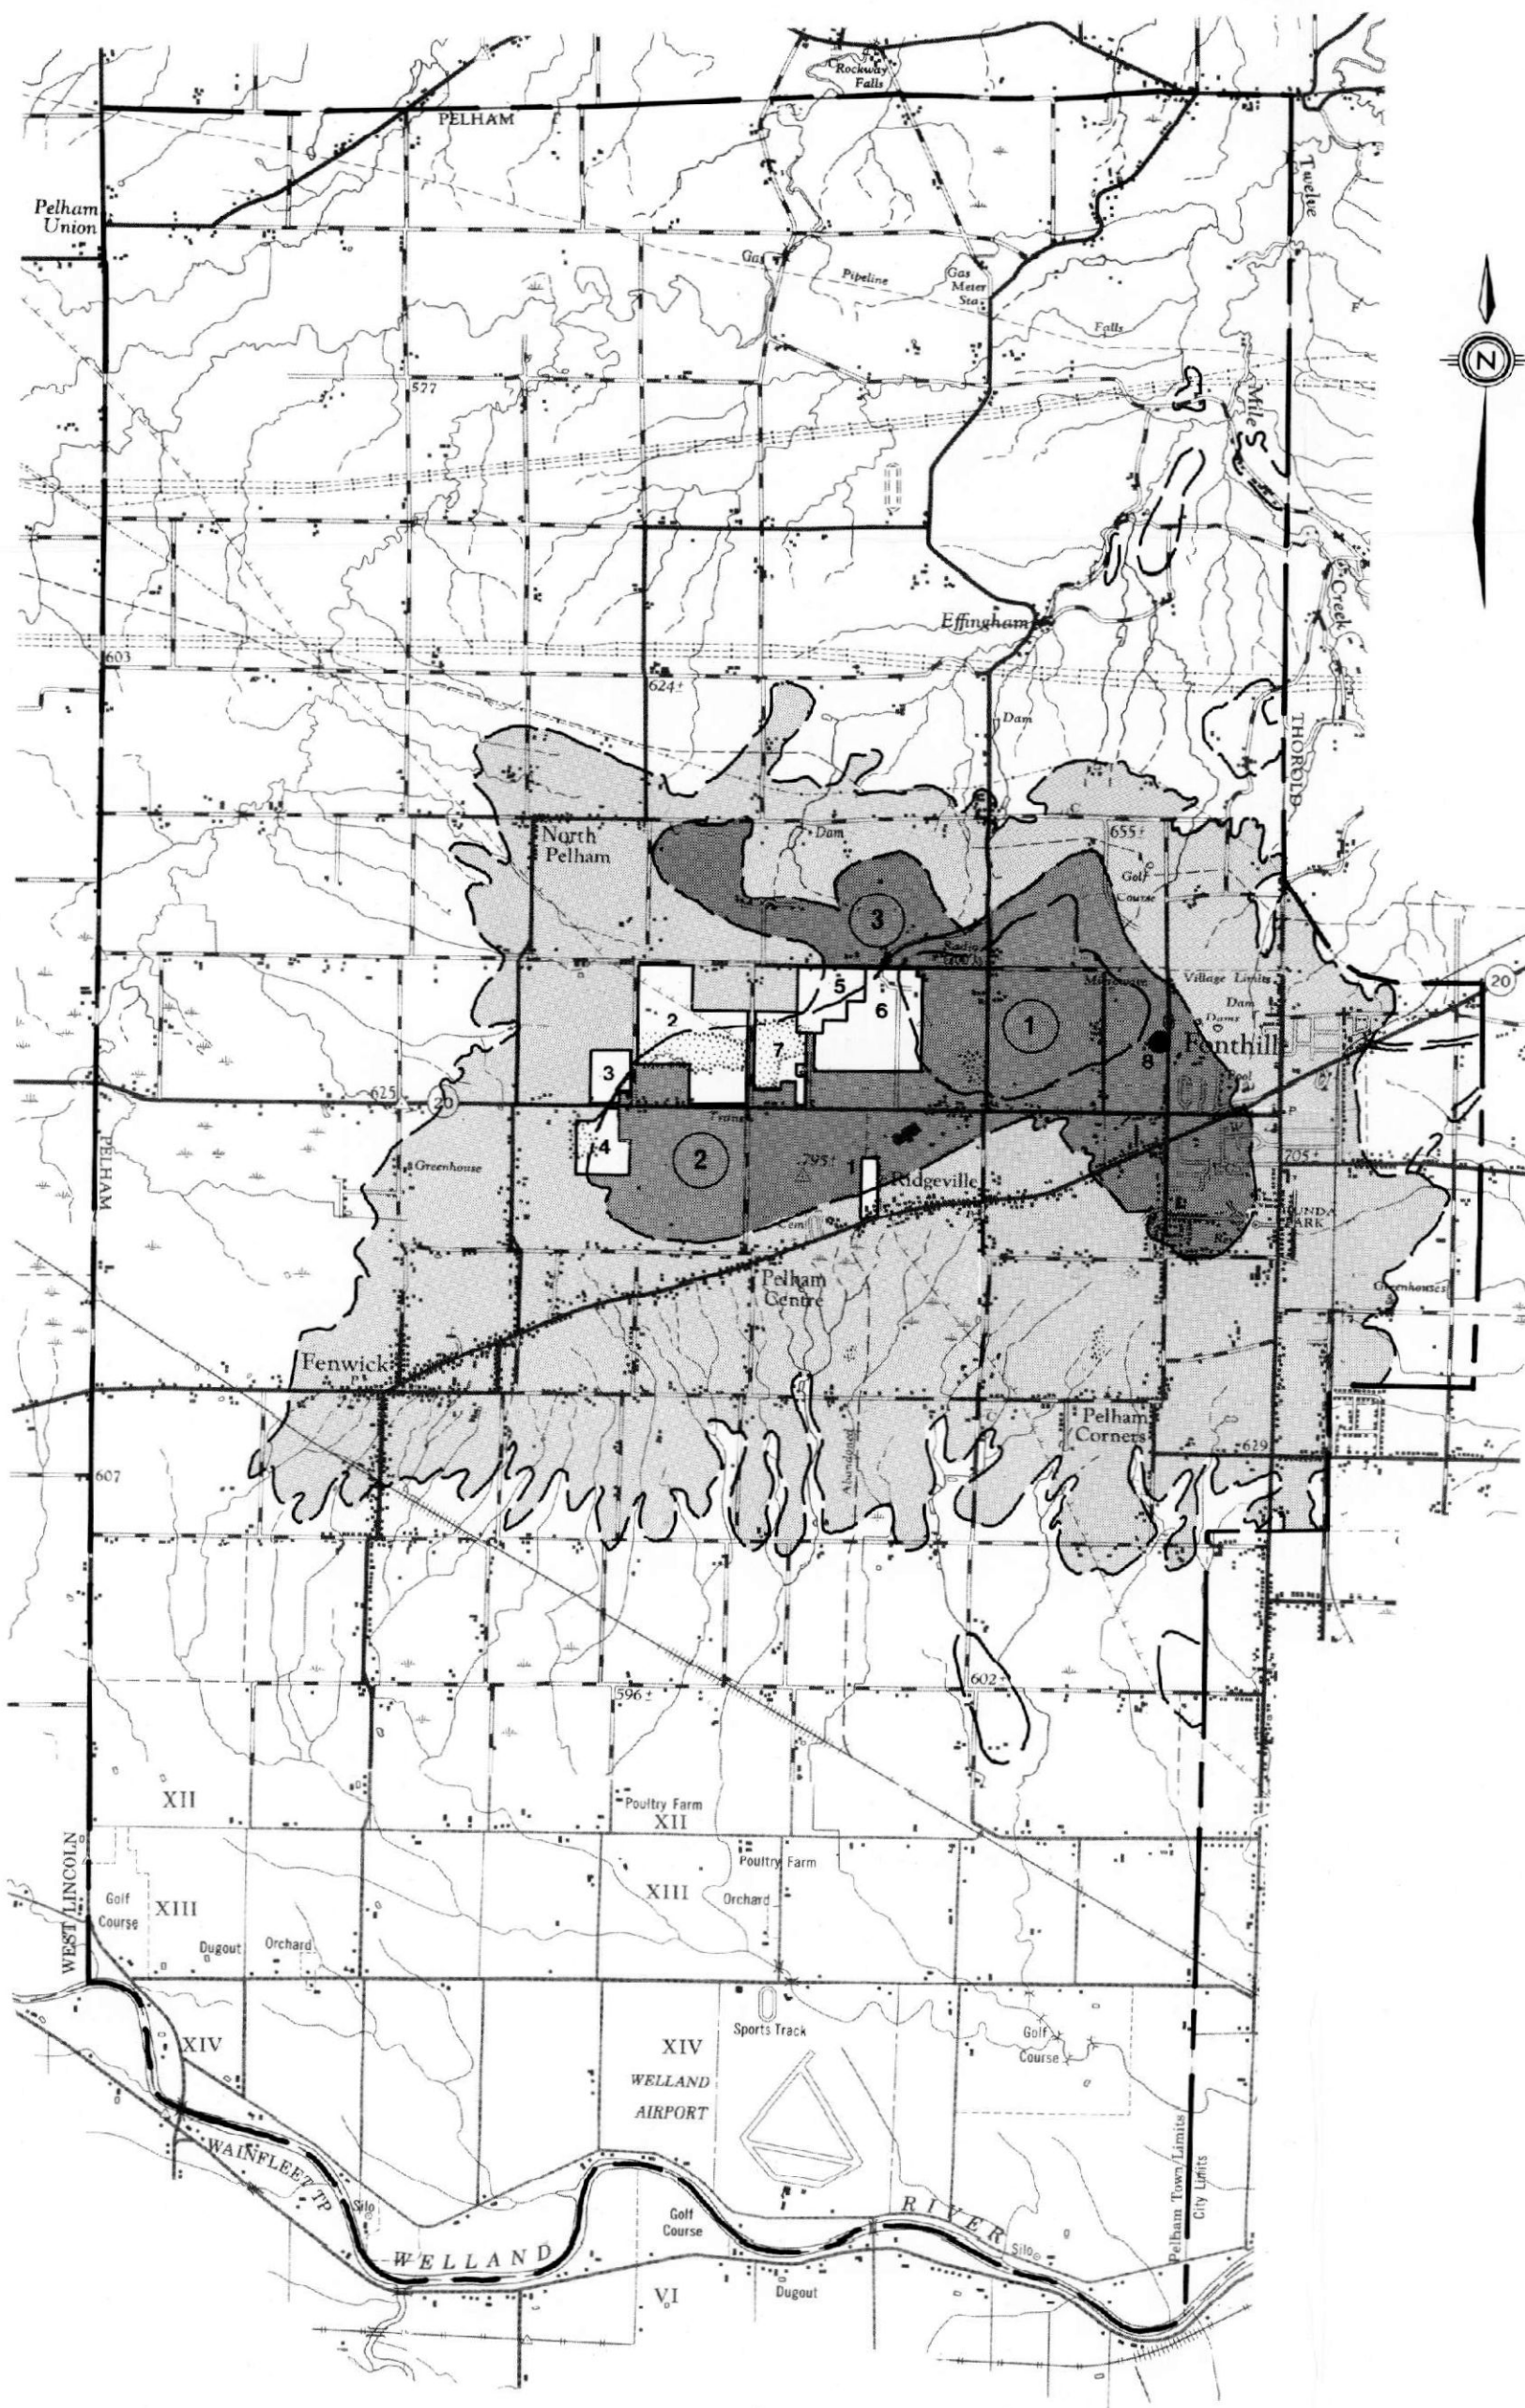 Rockway
Falls
PELHAM
Twelve
Pelham
Union
Gas
Pipeline
Gas
Meter
Sta.
Falls
F
N
577
Mile
Creek
Effingham
603
624±
Dam
THOROLD
North
Pelham
Dam
C
655±
Golf
Course
3
Radio
Microwave
Village Limits
20
5
2
6
1
Dam
Dams
Fonthill
7
8
3
Pool
625
20
P
Trans
W
PELHAM
4
2
Greenhouse
795±
1
Ridgeville
705±
Cem
PARK
Pelham
Centre
Greenhouses
Fenwick
P
Pelham
Corners
C
629
607
Abandoned
602±
596±
XII
Poultry Farm
XII
Poultry Farm
WEST LINCOLN
Golf
Course
XIII
XIII
Orchard
Dugout
Orchard
Sports Track
XIV
XIV
Golf
Course
WELLAND
AIRPORT
Pelham Town Limits
City Limits
WAINFLEET TP
Silo
Golf
Course
RIVER
Silo
WELLAND
VI
Dugout